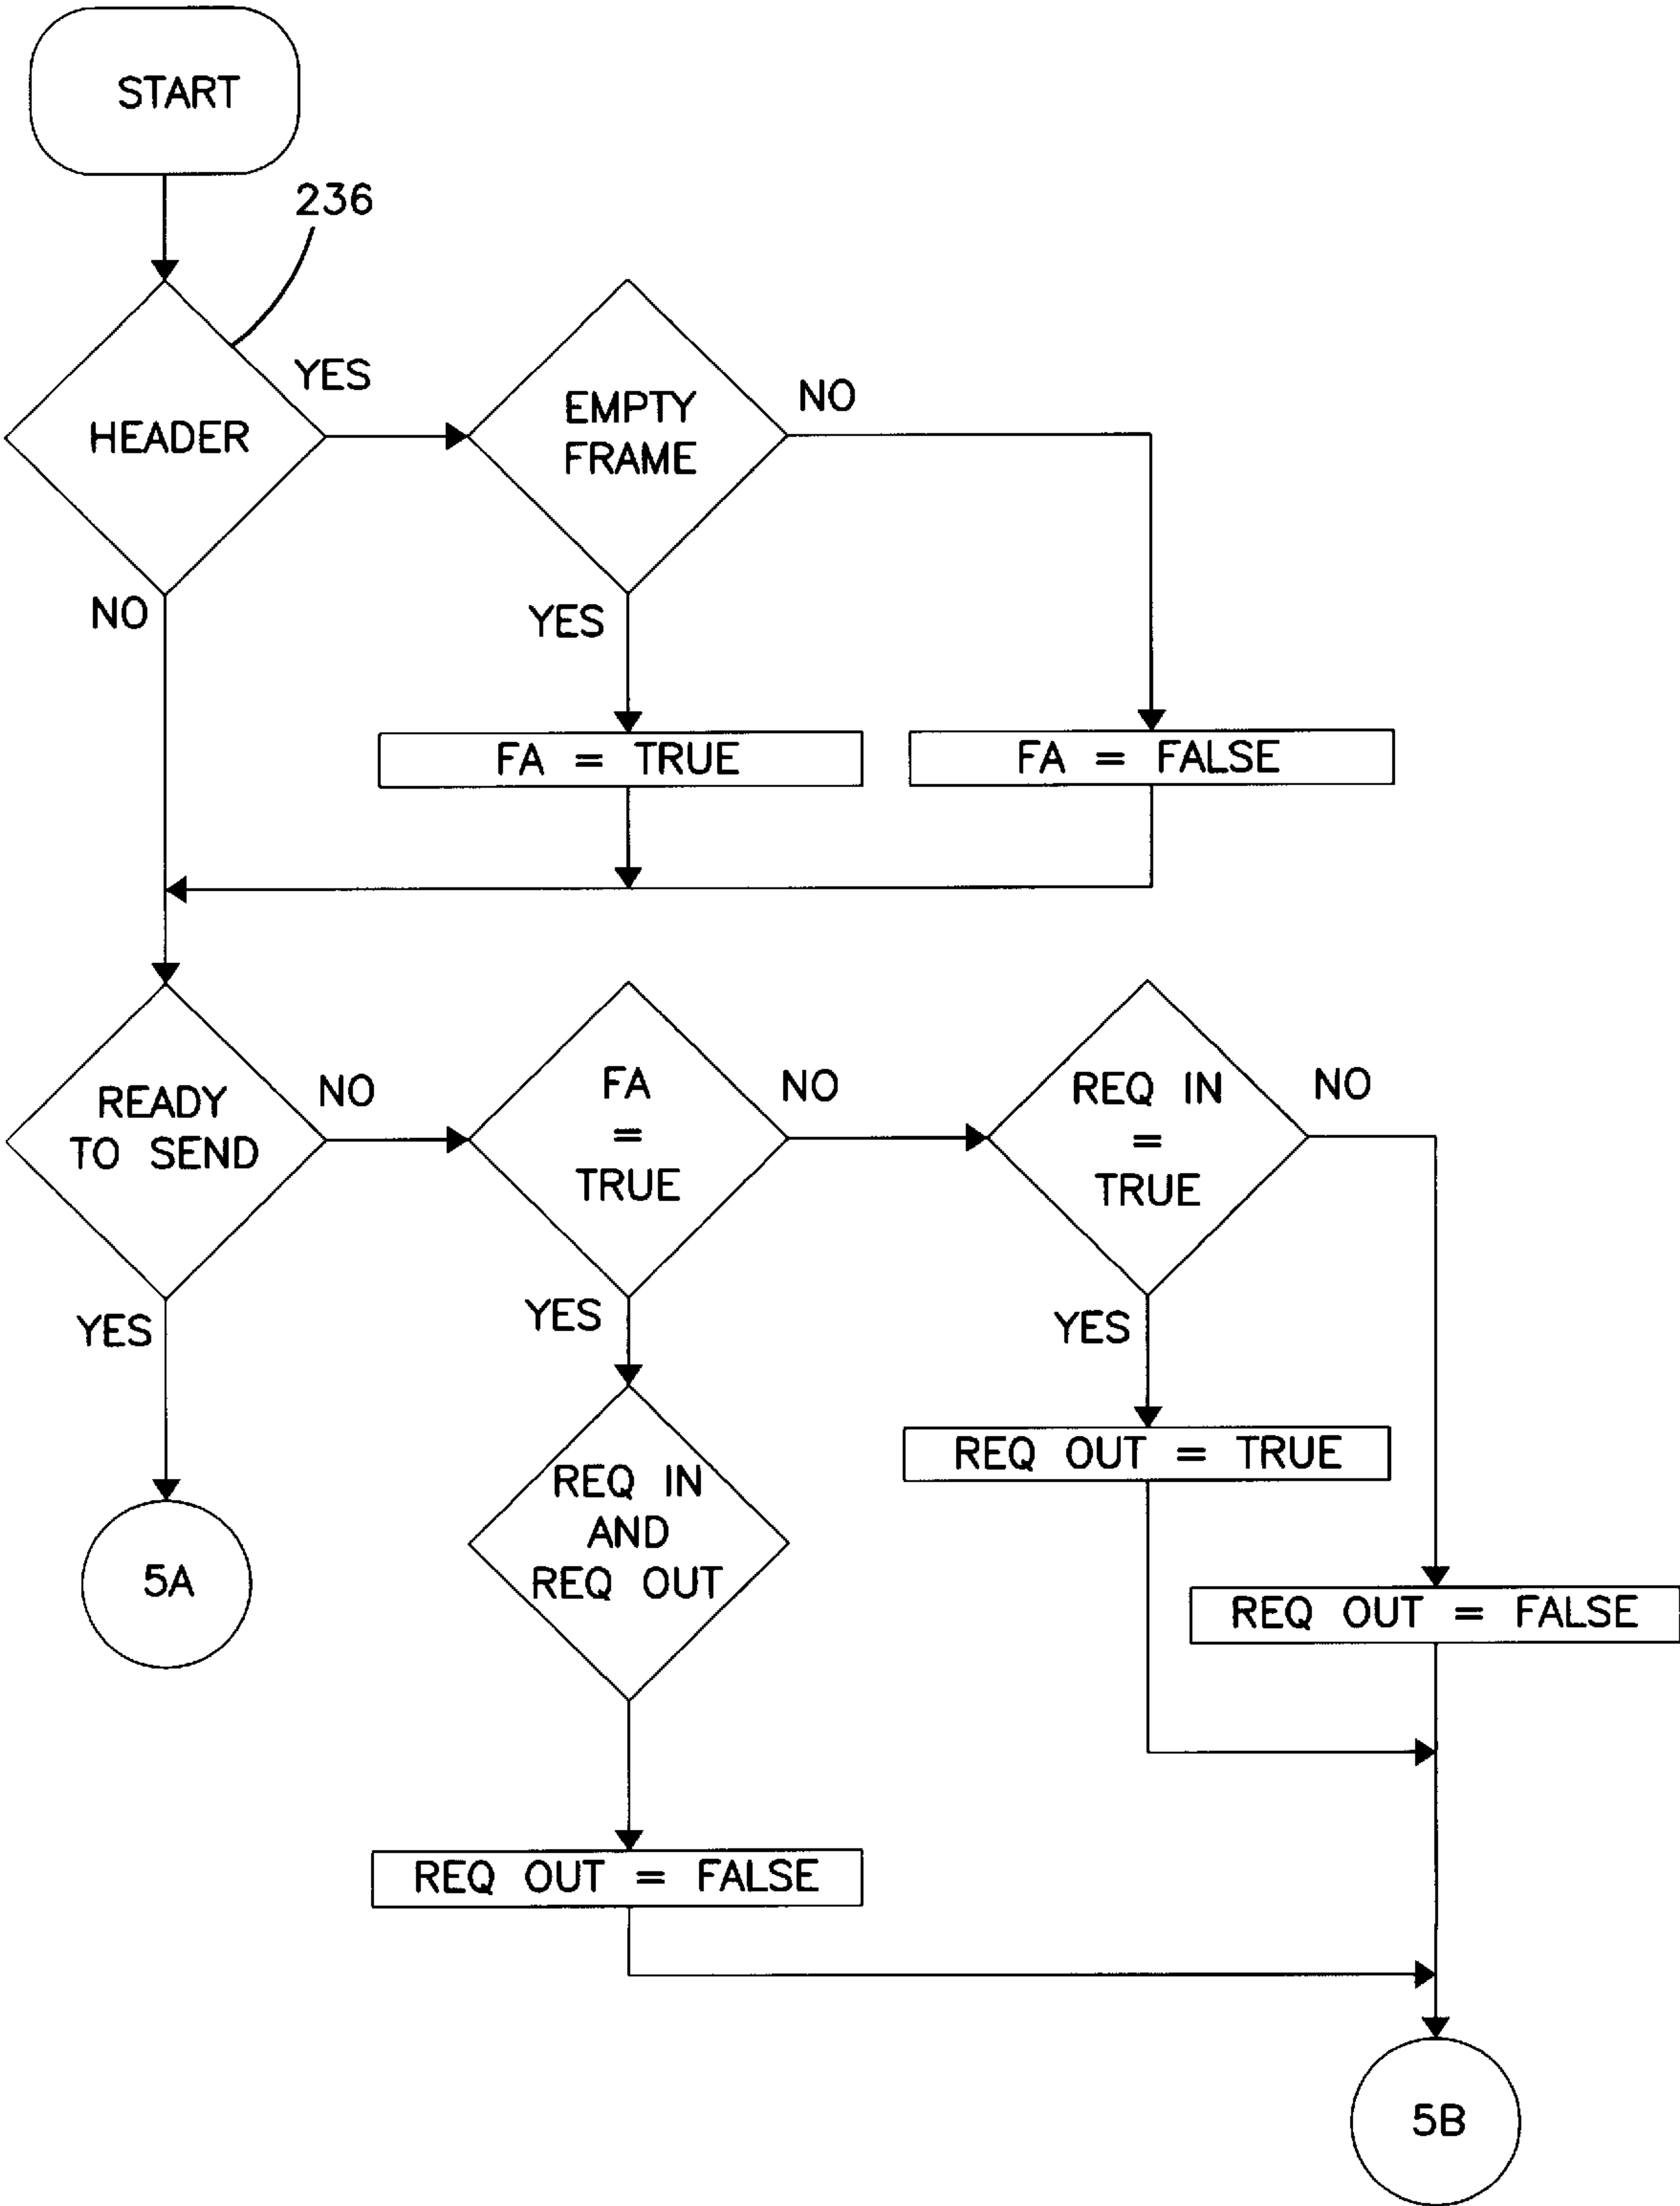 START
236
HEADER
YES
NO
EMPTY
FRAME
NO
YES
FA = TRUE
FA = FALSE
READY
TO SEND
NO
YES
FA
=
TRUE
NO
YES
REQ IN
=
TRUE
NO
YES
5A
REQ IN
AND
REQ OUT
REQ OUT = TRUE
REQ OUT = FALSE
REQ OUT = FALSE
5B